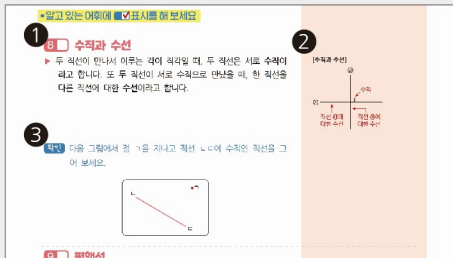 •알고 있는 어휘에 ☑표시를 해 보세요
1
8 수직과 수선
▶ 두 직선이 만나서 이루는 각이 직각일 때, 두 직선은 서로 수직이
라고 합니다. 또 두 직선이 서로 수직으로 만났을 때, 한 직선을
다른 직선에 대한 수선이라고 합니다.
2
[수직과 수선]
㉯
수직
㉮
직선 ㉮에 직선 ㉯에
대한 수선 대한 수선
3
확인 다음 그림에서 점 ㄱ을 지나고 직선 ㄴㄷ에 수직인 직선을 그
어 보세요.
ㄱ
ㄴ
ㄷ
9 평행선